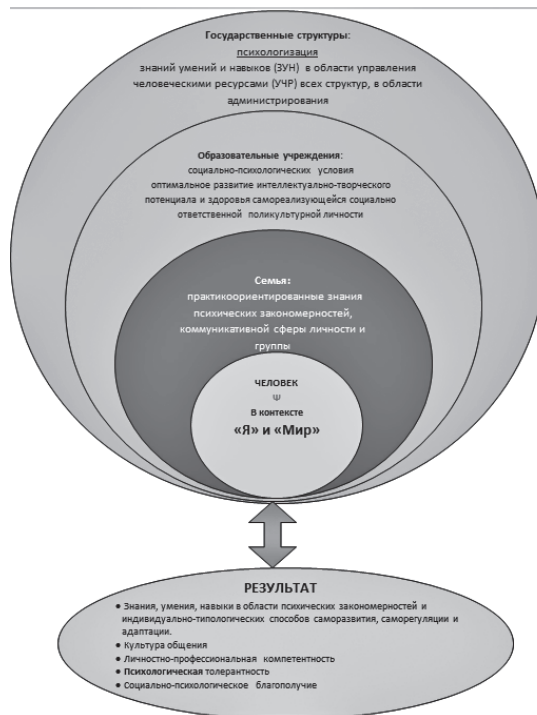 Государственные структуры:
психологизация
знаний умений и навыков (ЗУН) в области управления
человеческими ресурсами (УЧР) всех структур, в области
администрирования
Образовательные учреждения:
социально-психологических условия
оптимальное развитие интеллектуально-творческого
потенциала и здоровья самореализующейся социально
ответственной поликультурной личности
Семья:
практикоориентированные знания
психических закономерностей,
коммуникативной сферы личности и
группы
ЧЕЛОВЕК
Ψ
В контексте
«Я» и «Мир»
РЕЗУЛЬТАТ
• Знания, умения, навыки в области психических закономерностей и
индивидуально-типологических способов саморазвития, саморегуляции и
адаптации.
• Культура общения
• Личностно-профессиональная компетентность
• Психологическая толерантность
• Социально-психологическое благополучие